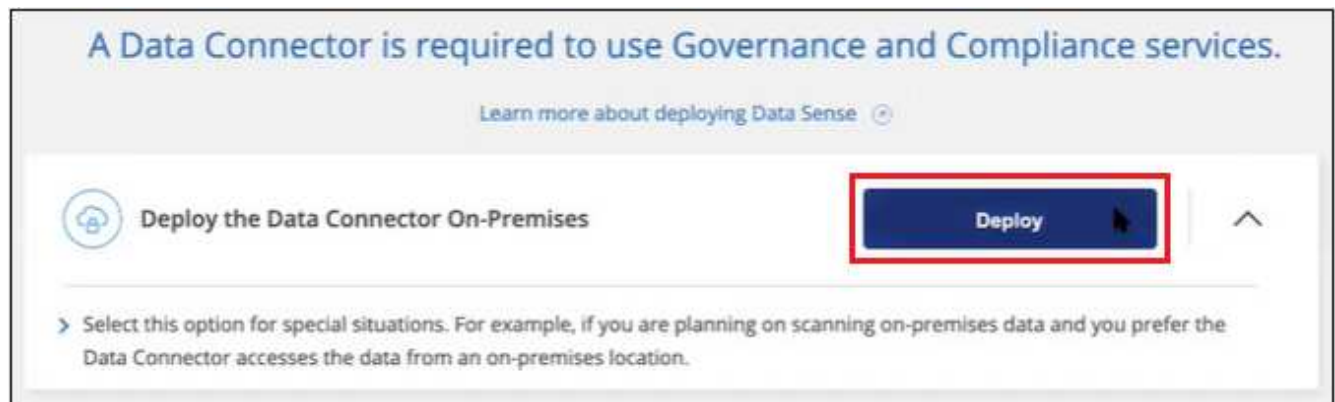 A Data Connector is required to use Governance and Compliance services.
Learn more about deploying Data Sense
Deploy the Data Connector On-Premises
Deploy
Select this option for special situations. For example, if you are planning on scanning on-premises data and you prefer the
Data Connector accesses the data from an on-premises location.